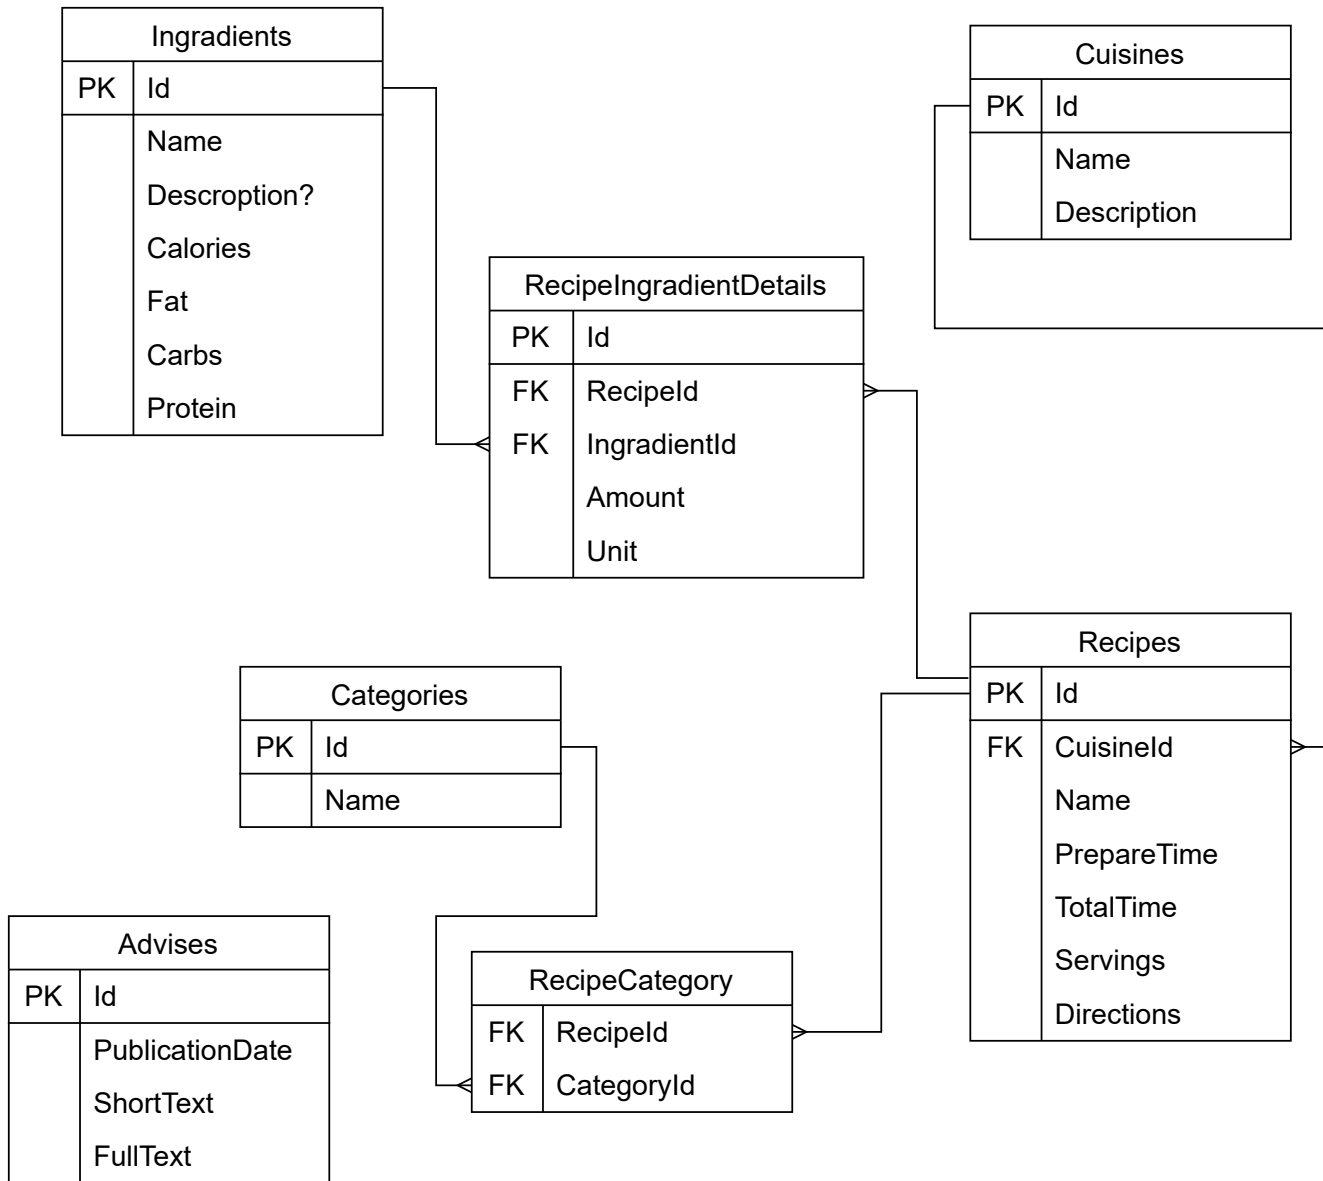 Ingradients
PK Id
Name
Descroption?
Calories
Fat
Carbs
Protein
Cuisines
PK Id
Name
Description
RecipeIngradientDetails
PK Id
FK RecipeId
FK IngradientId
Amount
Unit
Recipes
PK Id
FK CuisineId
Name
PrepareTime
TotalTime
Servings
Directions
Categories
PK Id
Name
Advises
PK Id
PublicationDate
ShortText
FullText
RecipeCategory
FK RecipeId
FK CategoryId